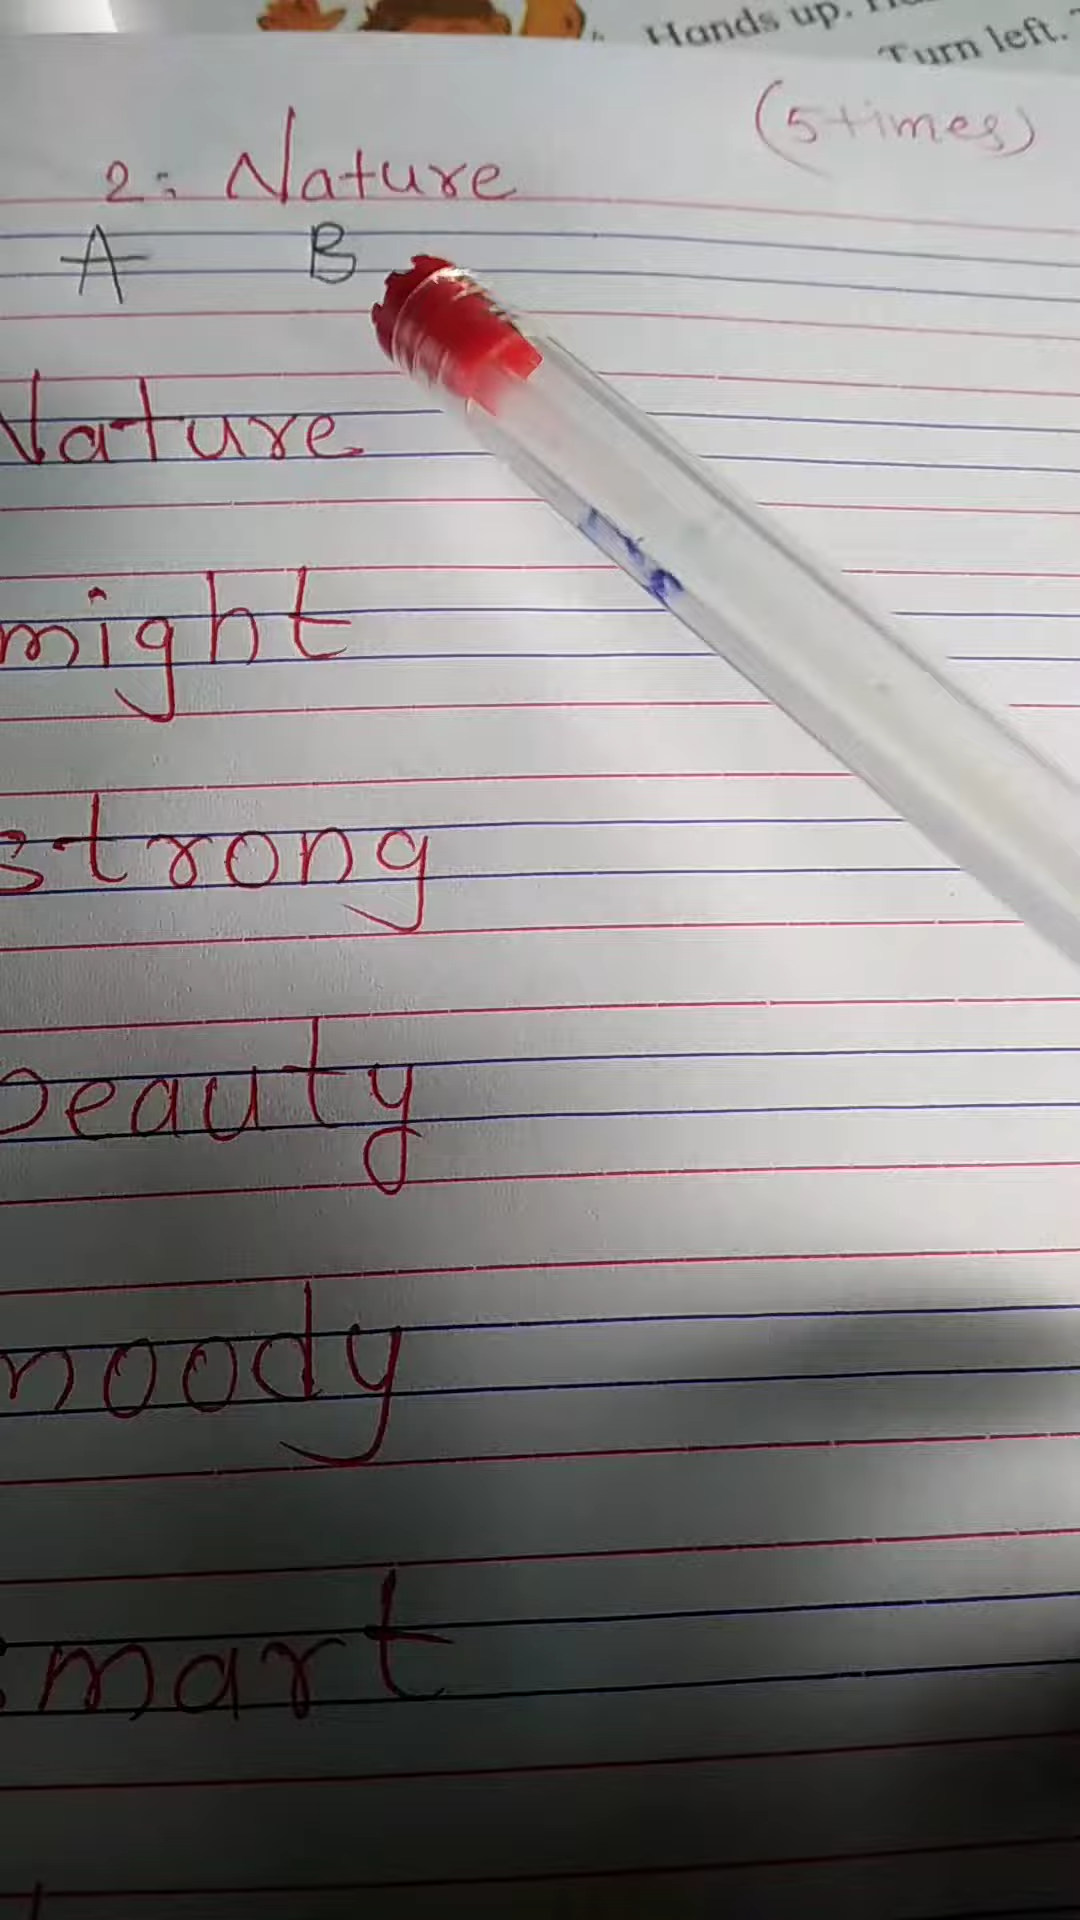 Hands up.
Turn left.
(5 times)
2: Nature
A B
Nature
might
strong
beauty
moody
smart